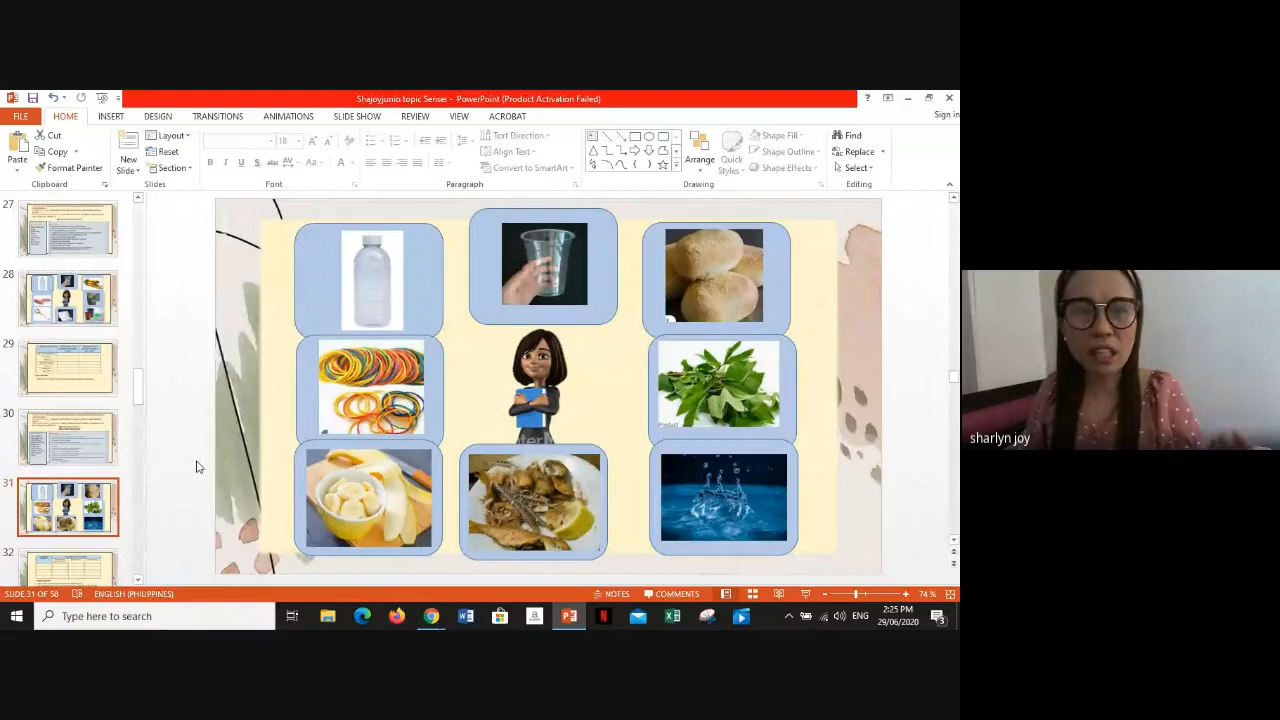 Shajoyjunio topic Sensei - PowerPoint (Product Activation Failed)
FILE HOME INSERT DESIGN TRANSITIONS ANIMATIONS SLIDE SHOW REVIEW VIEW ACROBAT Sign in
Paste
Cut
Copy
Format Painter
Clipboard
New Slide
Layout
Reset
Section
Slides
18
Font
Text Direction
Align Text
Convert to SmartArt
Paragraph
Arrange
Quick Styles
Shape Fill
Shape Outline
Shape Effects
Drawing
Find
Replace
Select
Editing
27
28
29
30
31
32
Product
sharlyn joy
SLIDE 31 OF 58 ENGLISH (PHILIPPINES) NOTES COMMENTS 74 %
Type here to search
ENG
2:25 PM
29/06/2020
3